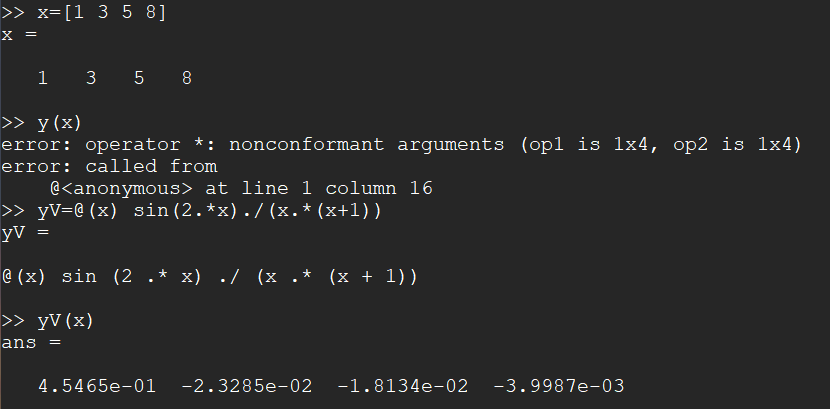 >> x=[1 3 5 8]
x =
1 3 5 8
>> y(x)
error: operator *: nonconformant arguments (op1 is 1x4, op2 is 1x4)
error: called from
@<anonymous> at line 1 column 16
>> yV=@(x) sin(2.*x)./(x.*(x+1))
yV =
@(x) sin (2 .* x) ./ (x .* (x + 1))
>> yV(x)
ans =
4.5465e-01 -2.3285e-02 -1.8134e-02 -3.9987e-03